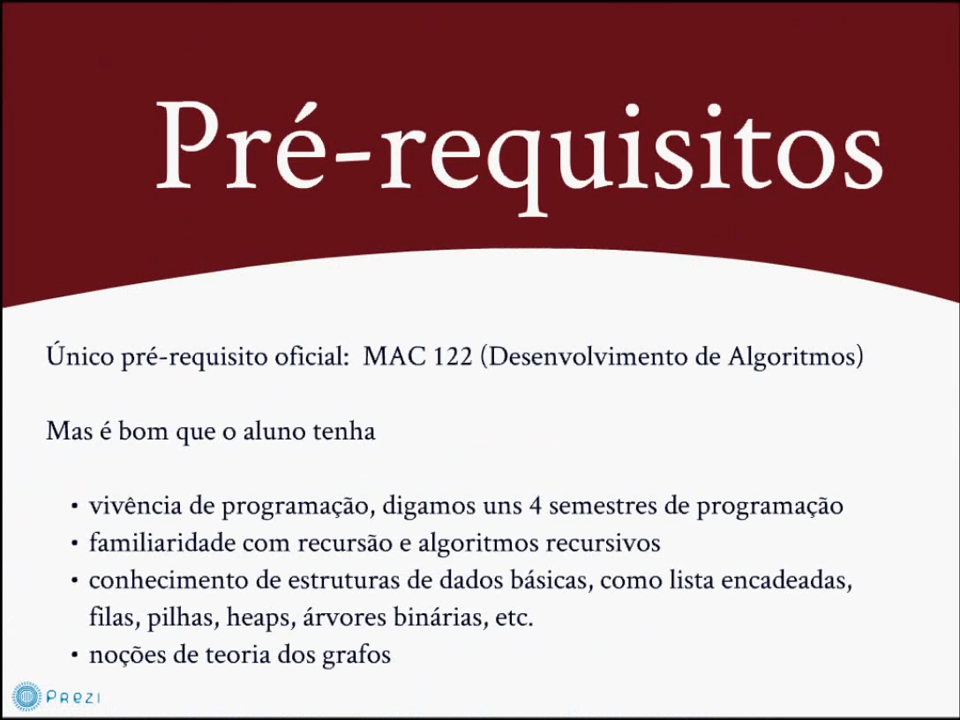 Pré-requisitos
Único pré-requisito oficial: MAC 122 (Desenvolvimento de Algoritmos)
Mas é bom que o aluno tenha
• vivência de programação, digamos uns 4 semestres de programação
• familiaridade com recursão e algoritmos recursivos
• conhecimento de estruturas de dados básicas, como lista encadeadas,
filas, pilhas, heaps, árvores binárias, etc.
• noções de teoria dos grafos
Prezi